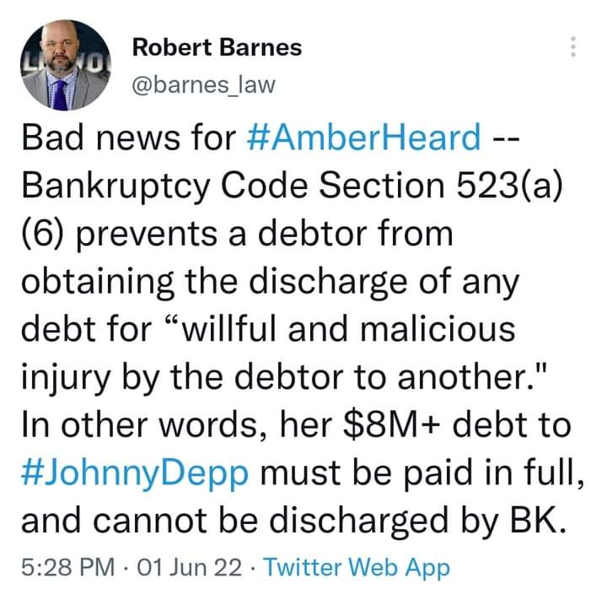 Robert Barnes
@barnes_law
Bad news for #AmberHeard --
Bankruptcy Code Section 523(a)
(6) prevents a debtor from
obtaining the discharge of any
debt for “willful and malicious
injury by the debtor to another."
In other words, her $8M+ debt to
#JohnnyDepp must be paid in full,
and cannot be discharged by BK.
5:28 PM · 01 Jun 22 · Twitter Web App